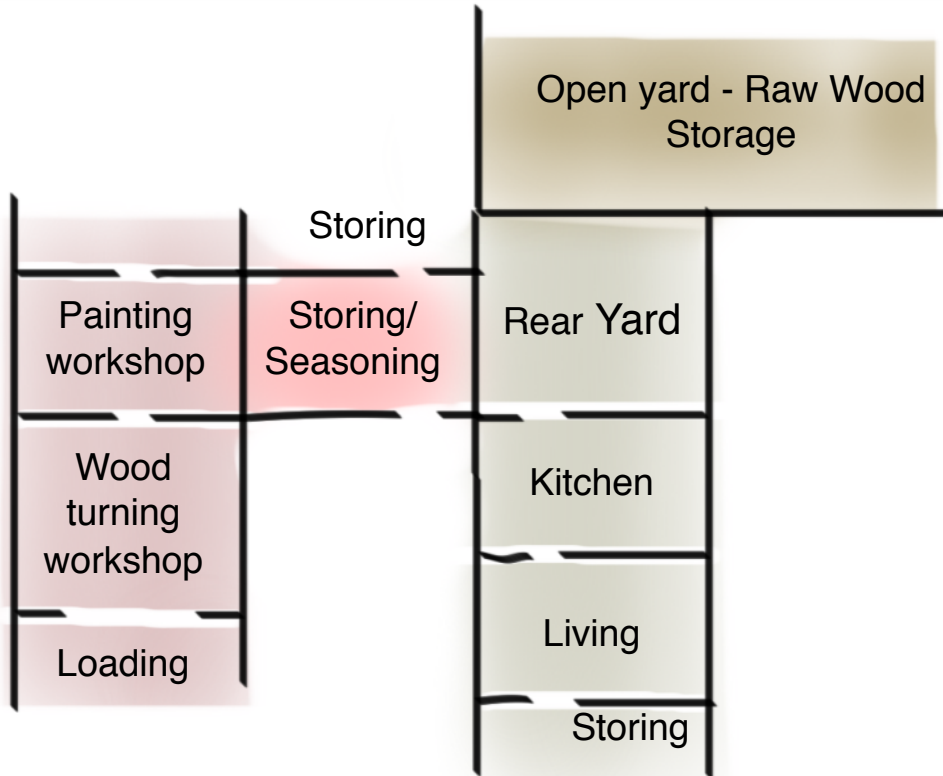 Open yard - Raw Wood
Storage
Storing
Painting
workshop
Storing/
Seasoning
Rear Yard
Wood
turning
workshop
Kitchen
Loading
Living
Storing